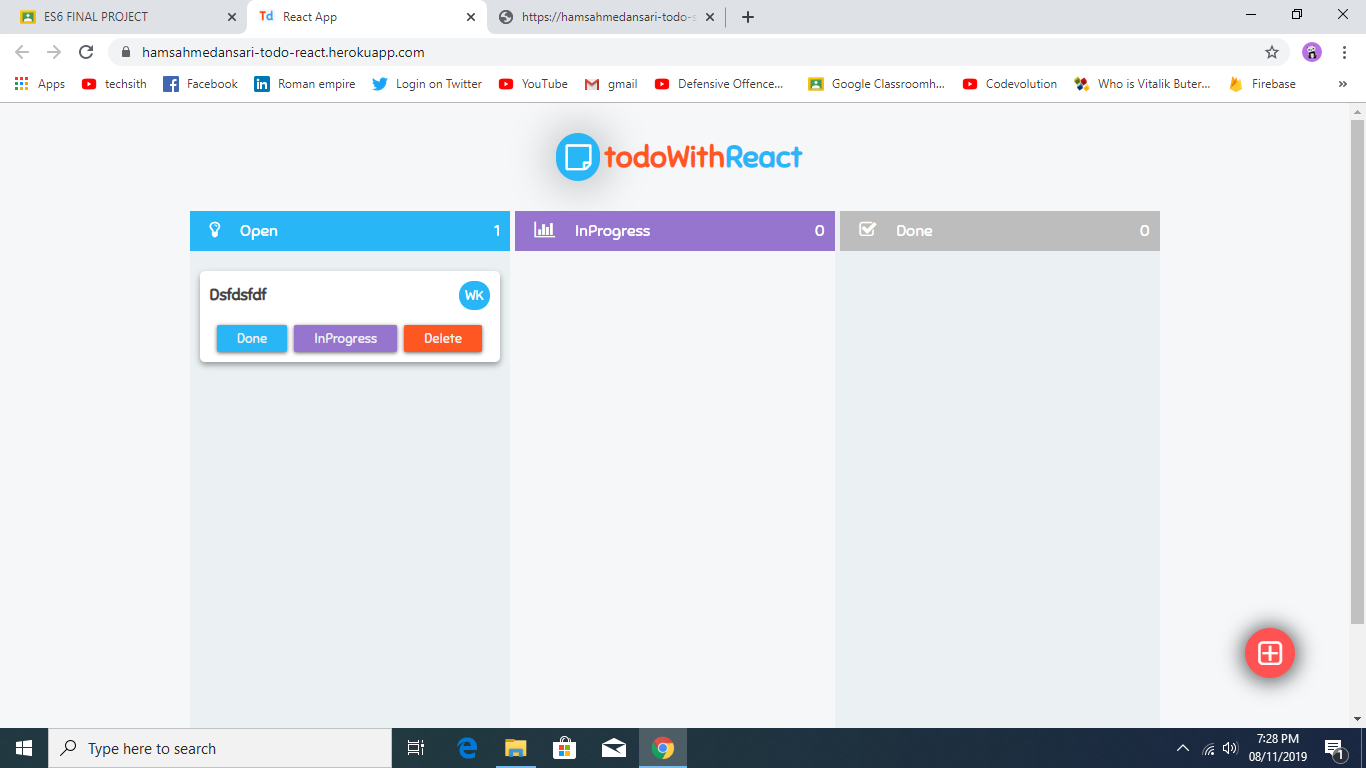 ES6 FINAL PROJECT
Td React App
https://hamsahmedansari-todo-
hamsahmedansari-todo-react.herokuapp.com
Apps techsith Facebook Roman empire Login on Twitter YouTube gmail Defensive Offence... Google Classroomh... Codevolution Who is Vitalik Buter... Firebase »
todoWithReact
Open 1
InProgress 0
Done 0
Dsfdsfdf WK
Done InProgress Delete
Type here to search
7:28 PM
08/11/2019
1